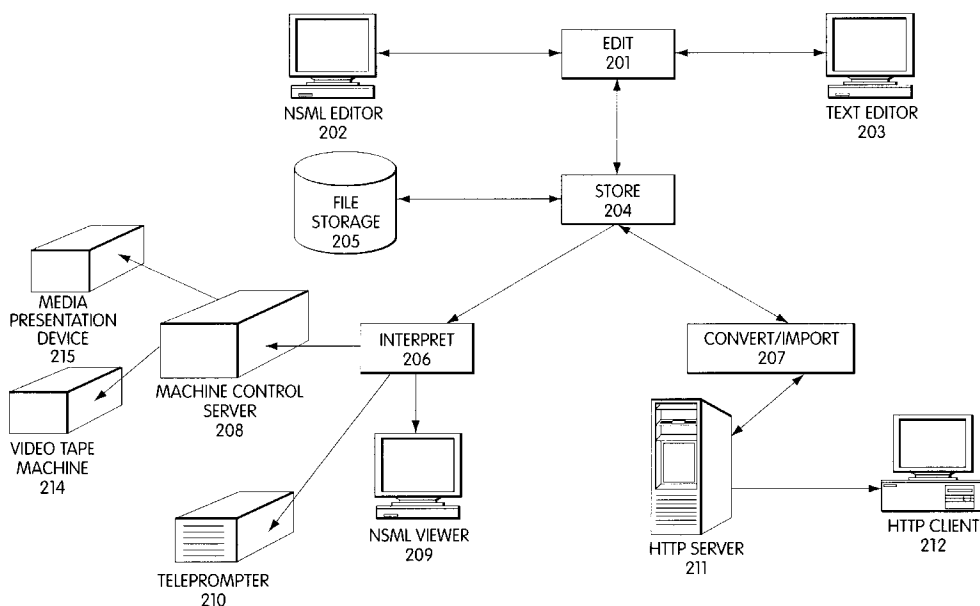 EDIT
201
NSML EDITOR
202
TEXT EDITOR
203
STORE
204
FILE
STORAGE
205
MEDIA
PRESENTATION
DEVICE
215
INTERPRET
206
CONVERT/IMPORT
207
MACHINE CONTROL
SERVER
208
VIDEO TAPE
MACHINE
214
NSML VIEWER
209
HTTP SERVER
211
HTTP CLIENT
212
TELEPROMPTER
210